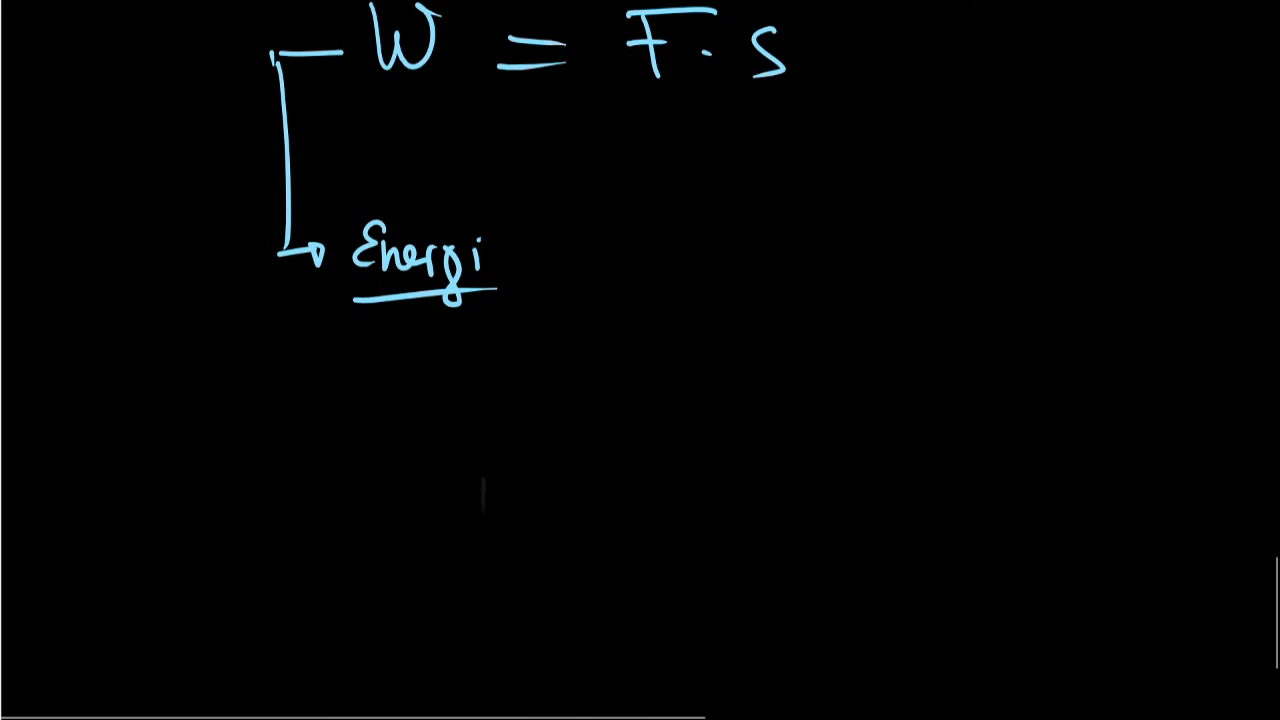 W = F · s
Energi